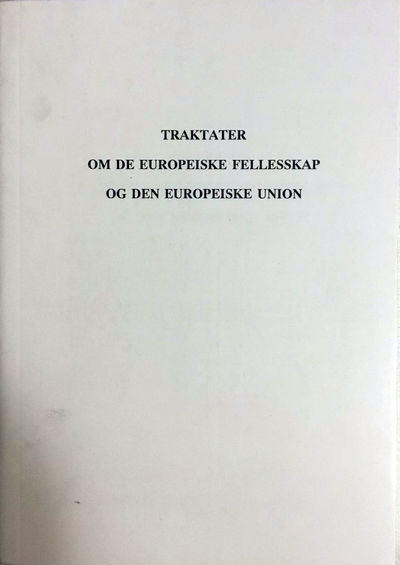 TRAKTATER
OM DE EUROPEISKE FELLESSKAP
OG DEN EUROPEISKE UNION